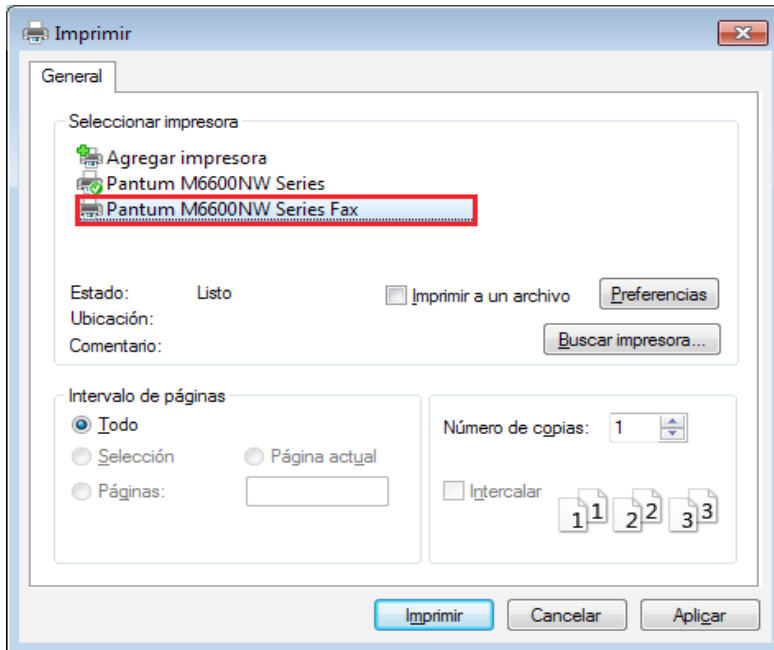 Imprimir
General
Seleccionar impresora
Agregar impresora
Pantum M6600NW Series
Pantum M6600NW Series Fax
Estado: Listo
Imprimir a un archivo
Preferencias
Ubicación:
Comentario:
Buscar impresora...
Intervalo de páginas
Todo
Selección
Página actual
Páginas:
Número de copias: 1
Intercalar
1 1 2 2 3 3
Imprimir
Cancelar
Aplicar